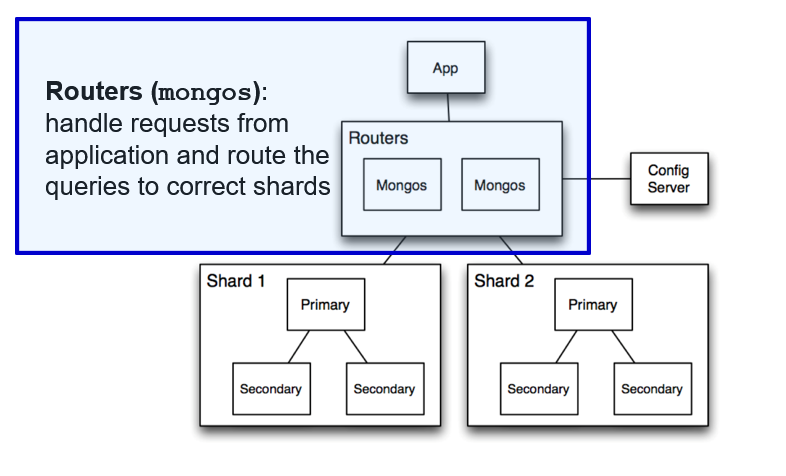 Routers (mongos):
handle requests from
application and route the
queries to correct shards
App
Routers
Mongos
Mongos
Config
Server
Shard 1
Primary
Secondary
Secondary
Shard 2
Primary
Secondary
Secondary